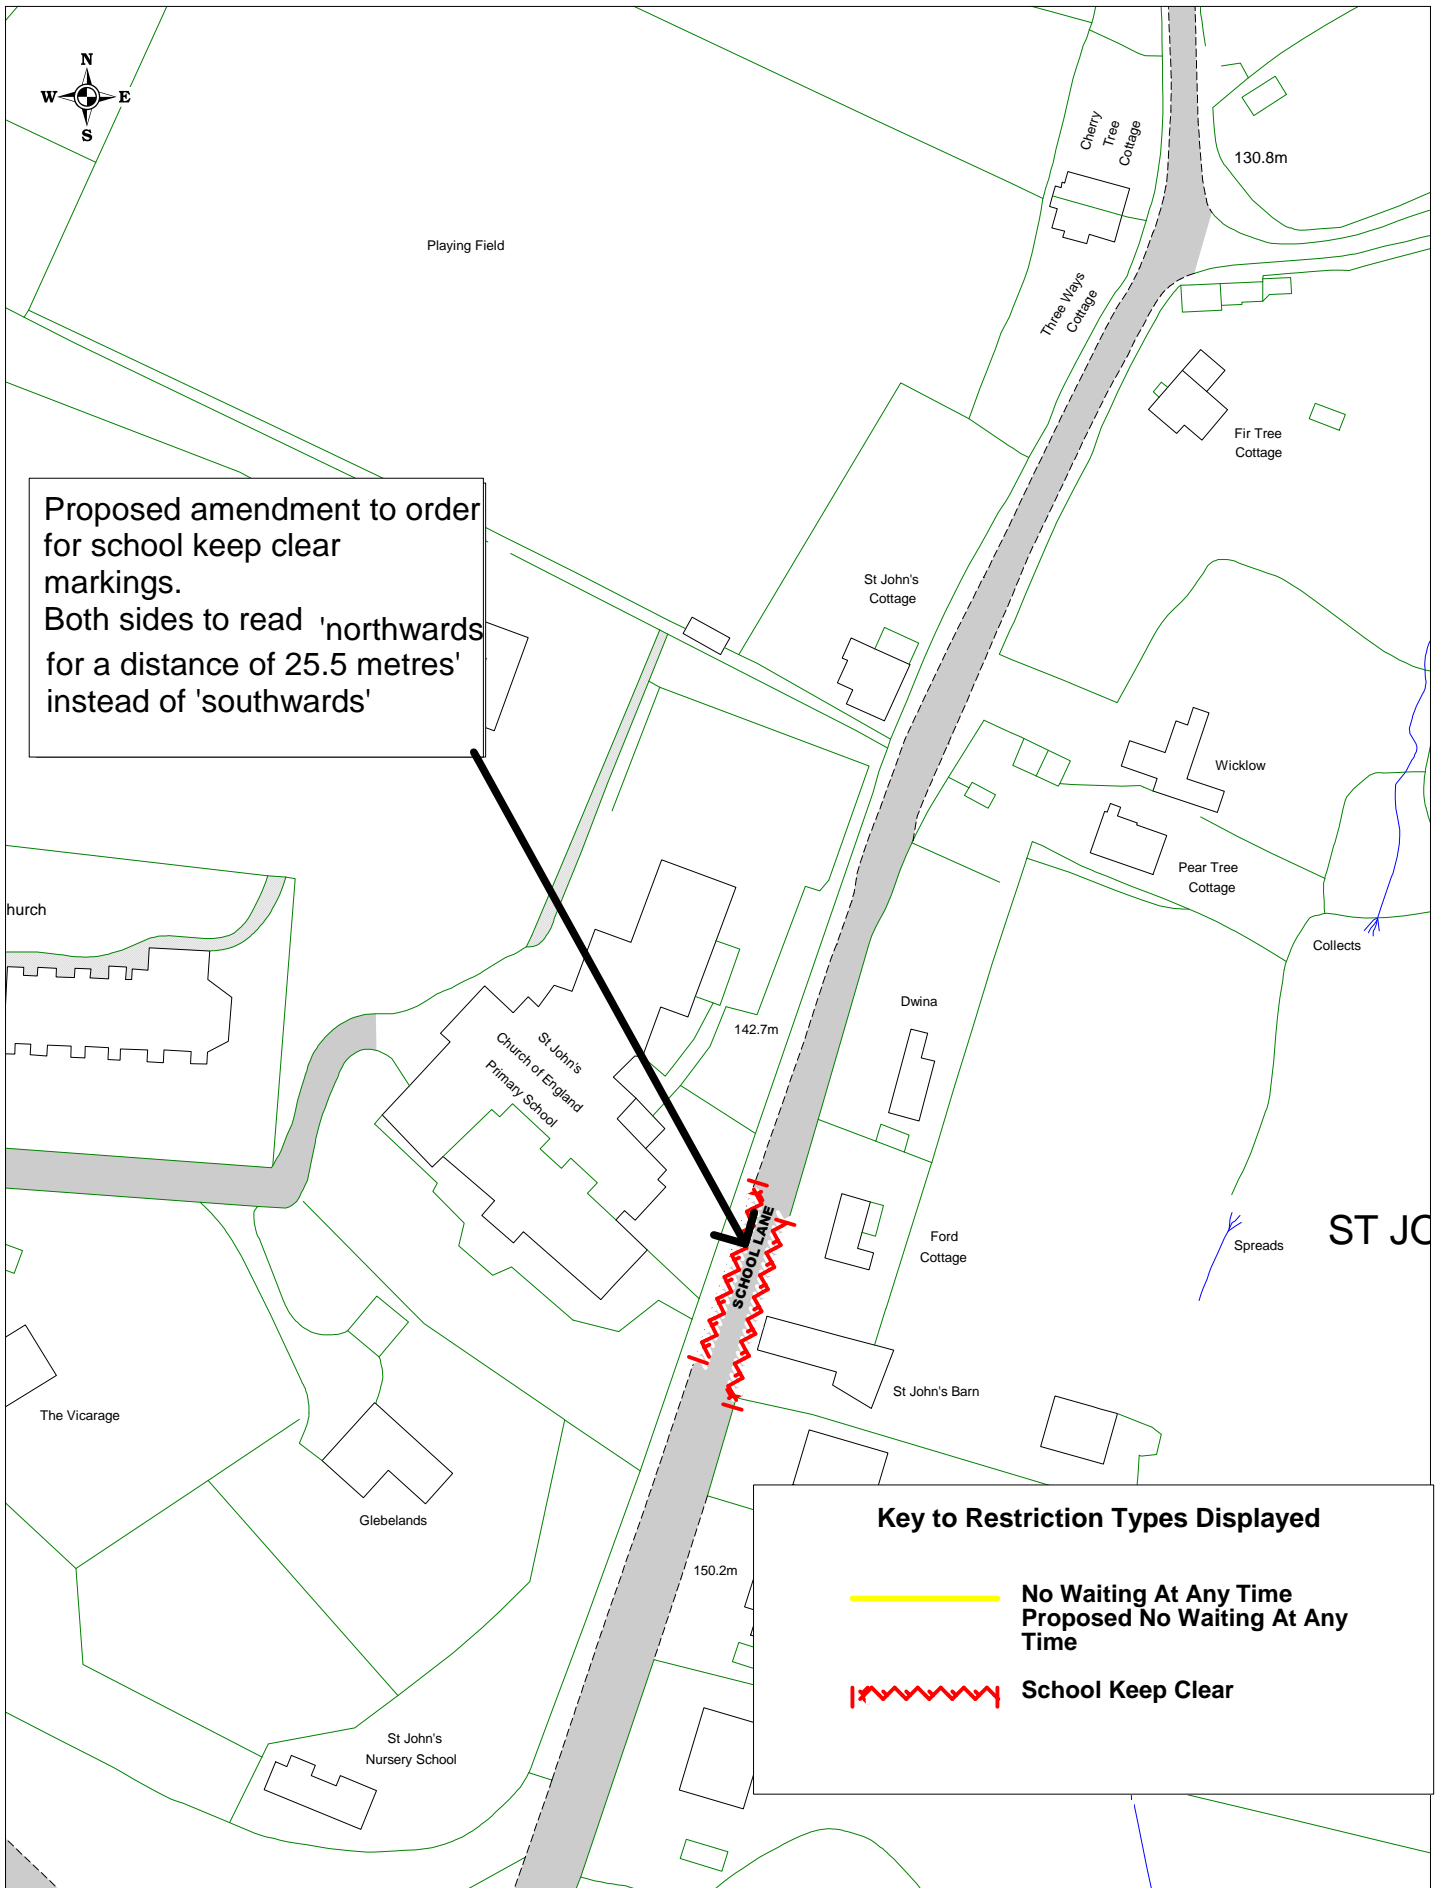 N
W E
S
Cherry
Tree
Cottage
130.8m
Playing Field
Three Ways
Cottage
Fir Tree
Cottage
Proposed amendment to order
for school keep clear
markings.
Both sides to read 'northwards
for a distance of 25.5 metres'
instead of 'southwards'
St John's
Cottage
Wicklow
Pear Tree
Cottage
hurch
Collects
Dwina
142.7m
St John's
Church of England
Primary School
SCHOOL LANE
Ford
Cottage
Spreads
ST JO
St John's Barn
The Vicarage
Glebelands
150.2m
Key to Restriction Types Displayed
No Waiting At Any Time
Proposed No Waiting At Any
Time
School Keep Clear
St John's
Nursery School